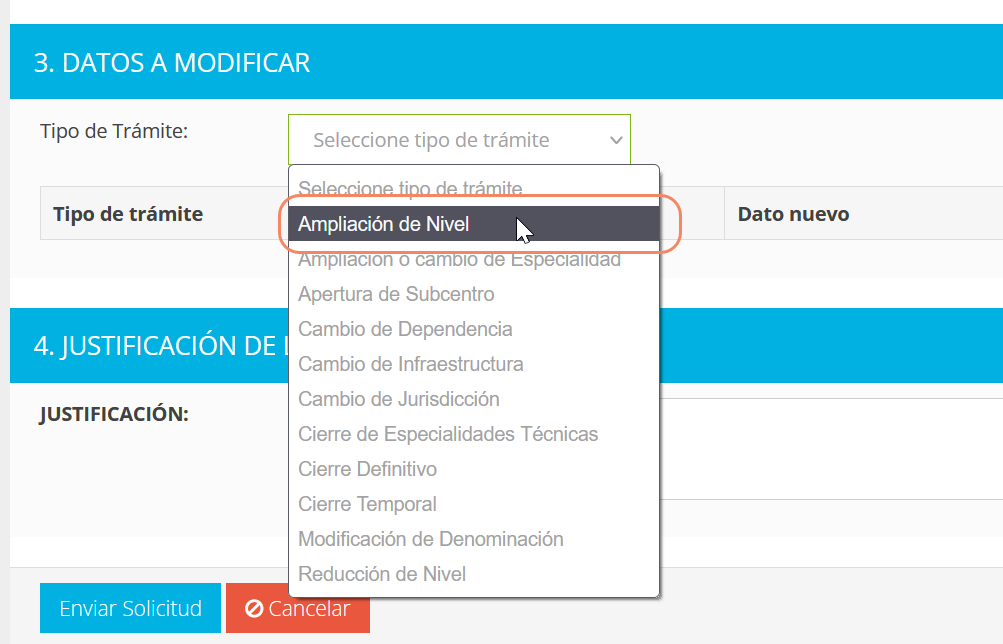 3. DATOS A MODIFICAR
Tipo de Trámite:
Seleccione tipo de trámite
Seleccione tipo de trámite
Tipo de trámite
Dato nuevo
Ampliación de Nivel
Ampliación o cambio de Especialidad
Apertura de Subcentro
Cambio de Dependencia
Cambio de Infraestructura
Cambio de Jurisdicción
Cierre de Especialidades Técnicas
Cierre Definitivo
Cierre Temporal
Modificación de Denominación
Reducción de Nivel
4. JUSTIFICACIÓN DE
JUSTIFICACIÓN:
Enviar Solicitud
Cancelar